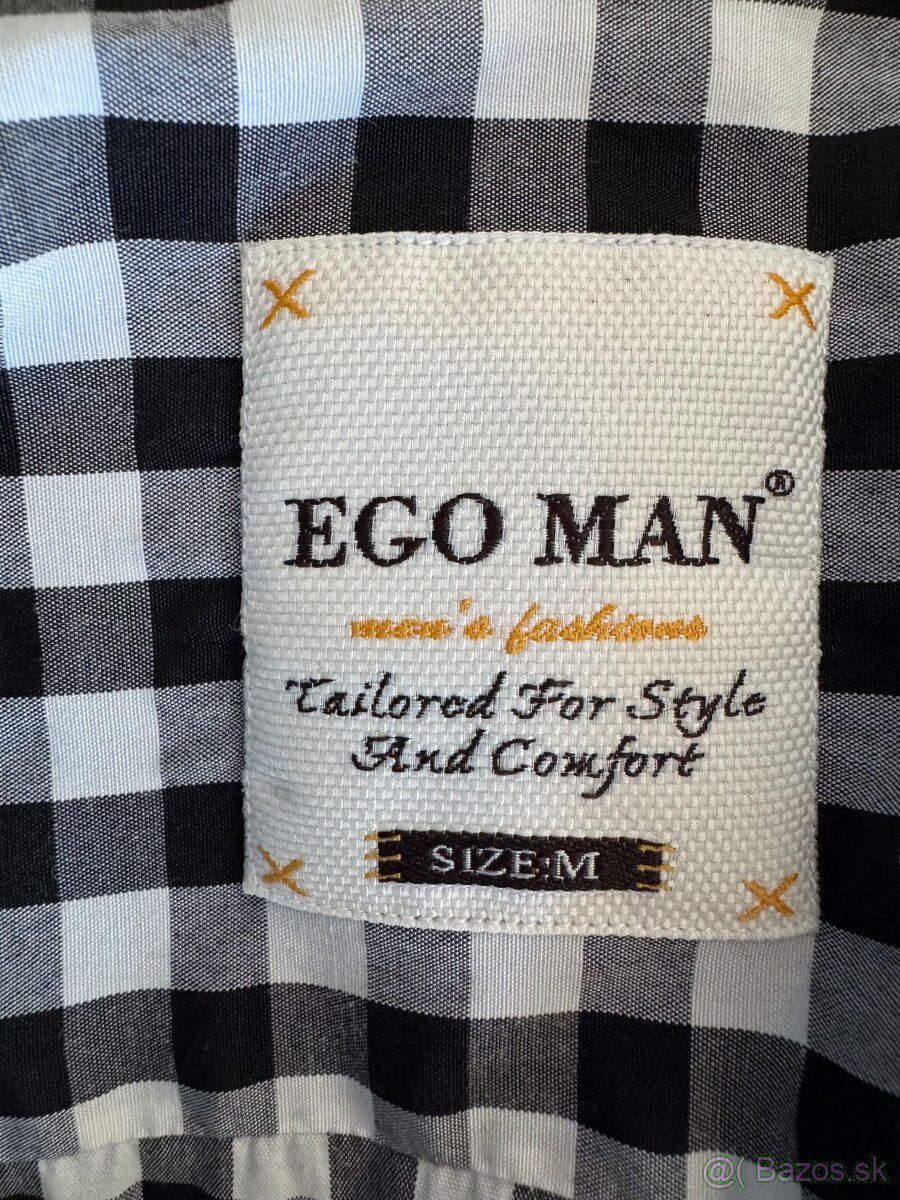 EGO MAN®
men's fashions
Tailored For Style
And Comfort
SIZE:M
@( Bazos.sk